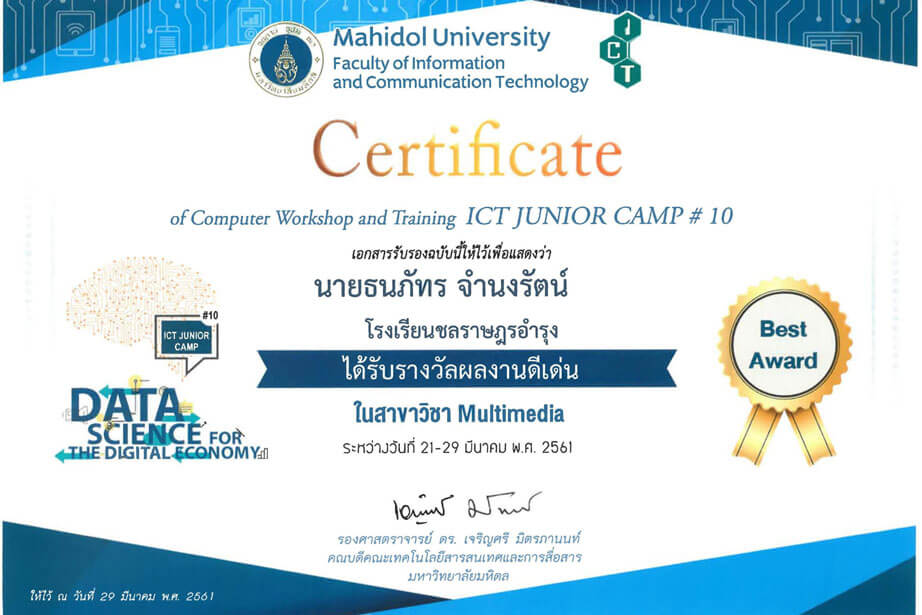 Mahidol University
Faculty of Information
and Communication Technology
I
C
T
Certificate
of Computer Workshop and Training ICT JUNIOR CAMP # 10
เอกสารรับรองฉบับนี้ให้ไว้เพื่อแสดงว่า
นายธนภัทร จำนงรัตน์
โรงเรียนชลราษฎรอำรุง
ได้รับรางวัลผลงานดีเด่น
ในสาขาวิชา Multimedia
ระหว่างวันที่ 21-29 มีนาคม พ.ศ. 2561
#10
ICT JUNIOR
CAMP
DATA
SCIENCE FOR
THE DIGITAL ECONOMY
Best
Award
รองศาสตราจารย์ ดร. เจริญศรี มิตรภานนท์
คณบดีคณะเทคโนโลยีสารสนเทศและการสื่อสาร
มหาวิทยาลัยมหิดล
ให้ไว้ ณ วันที่ 29 มีนาคม พ.ศ. 2561